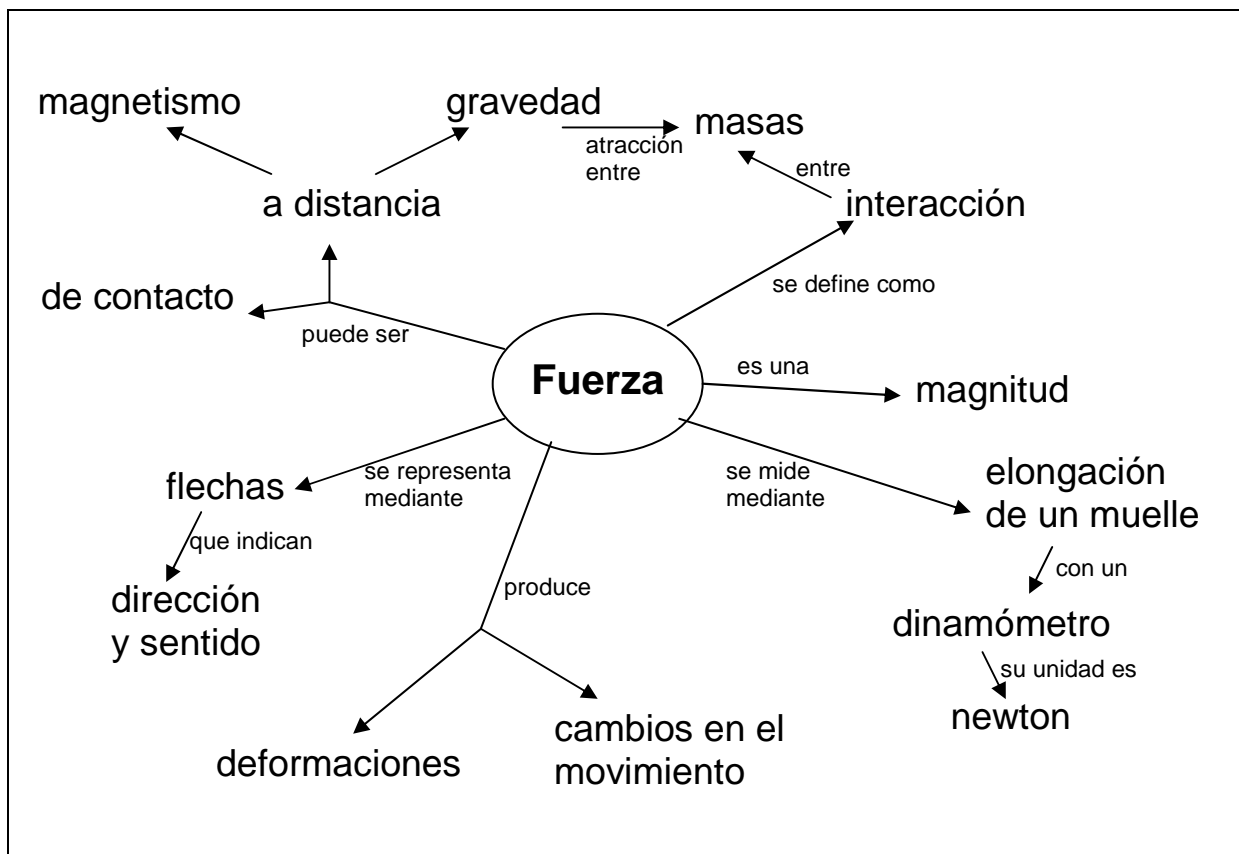 magnetismo
gravedad
masas
atracción
entre
entre
a distancia
interacción
de contacto
se define como
puede ser
Fuerza
es una
magnitud
se representa
mediante
flechas
que indican
dirección
y sentido
se mide
mediante
elongación
de un muelle
con un
dinamómetro
su unidad es
newton
produce
deformaciones
cambios en el
movimiento